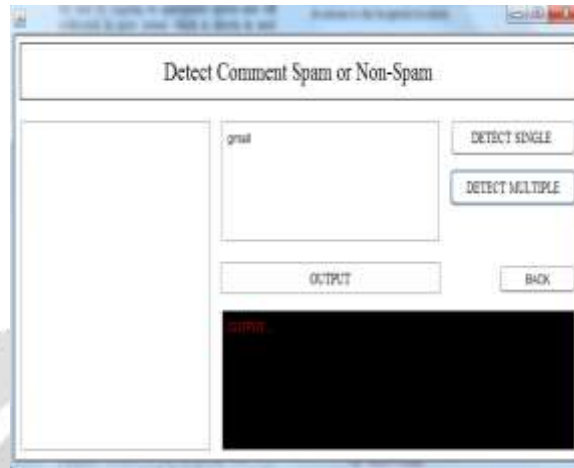 Detect Comment Spam or Non-Spam
gmail
DETECT SINGLE
DETECT MULTIPLE
OUTPUT
BACK